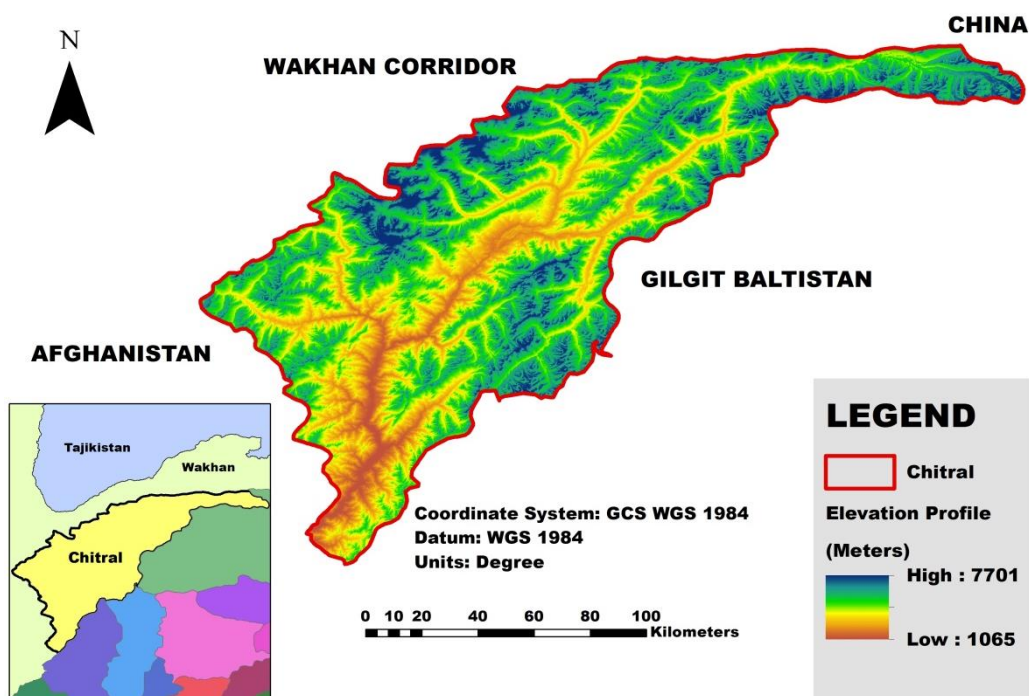 N
CHINA
WAKHAN CORRIDOR
GILGIT BALTISTAN
AFGHANISTAN
Tajikistan
Wakhan
Chitral
Coordinate System: GCS WGS 1984
Datum: WGS 1984
Units: Degree
0 10 20 40 60 80 100
Kilometers
LEGEND
Chitral
Elevation Profile
(Meters)
High : 7701
Low : 1065